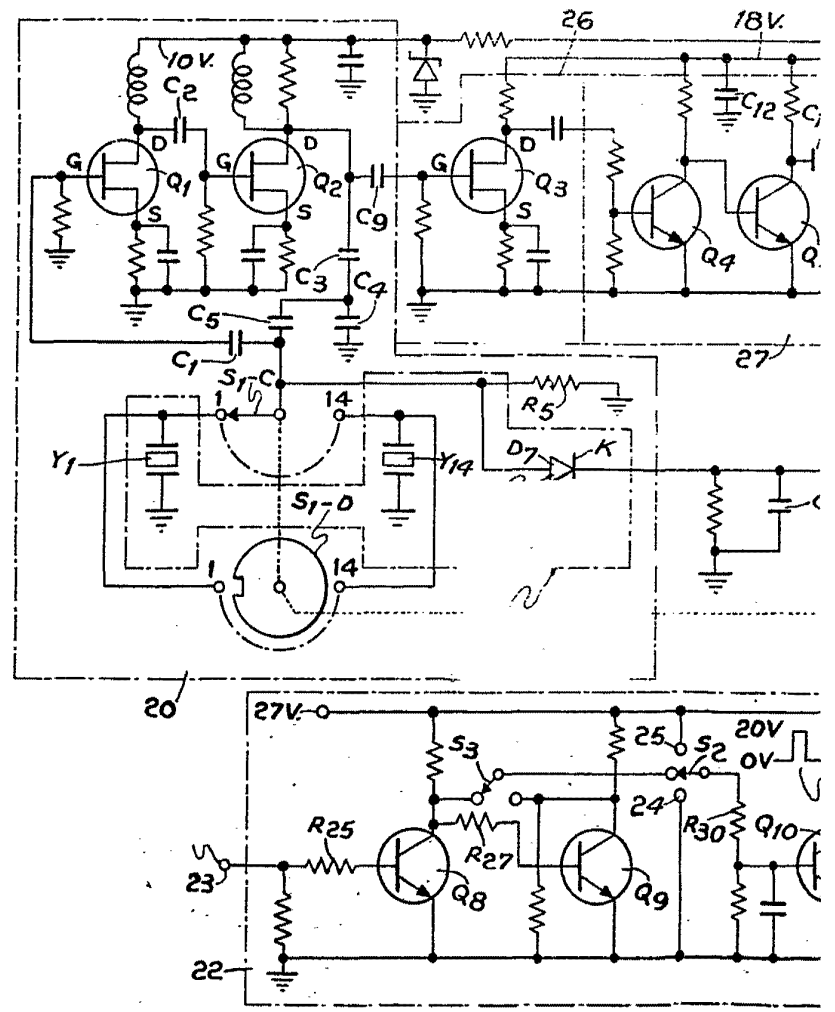 26
18V.
10V.
C2
C12
D
D
D
G
G
G
Q1
Q2
Q3
S
S
S
C9
Q4
C3
C4
C5
C1
27
S1-C
1
14
R5
Y1
Y14
D7
K
S1-D
1
14
20
27V.
25
S2
20V
0V
S3
24
R25
R27
R30
Q10
23
Q8
Q9
22